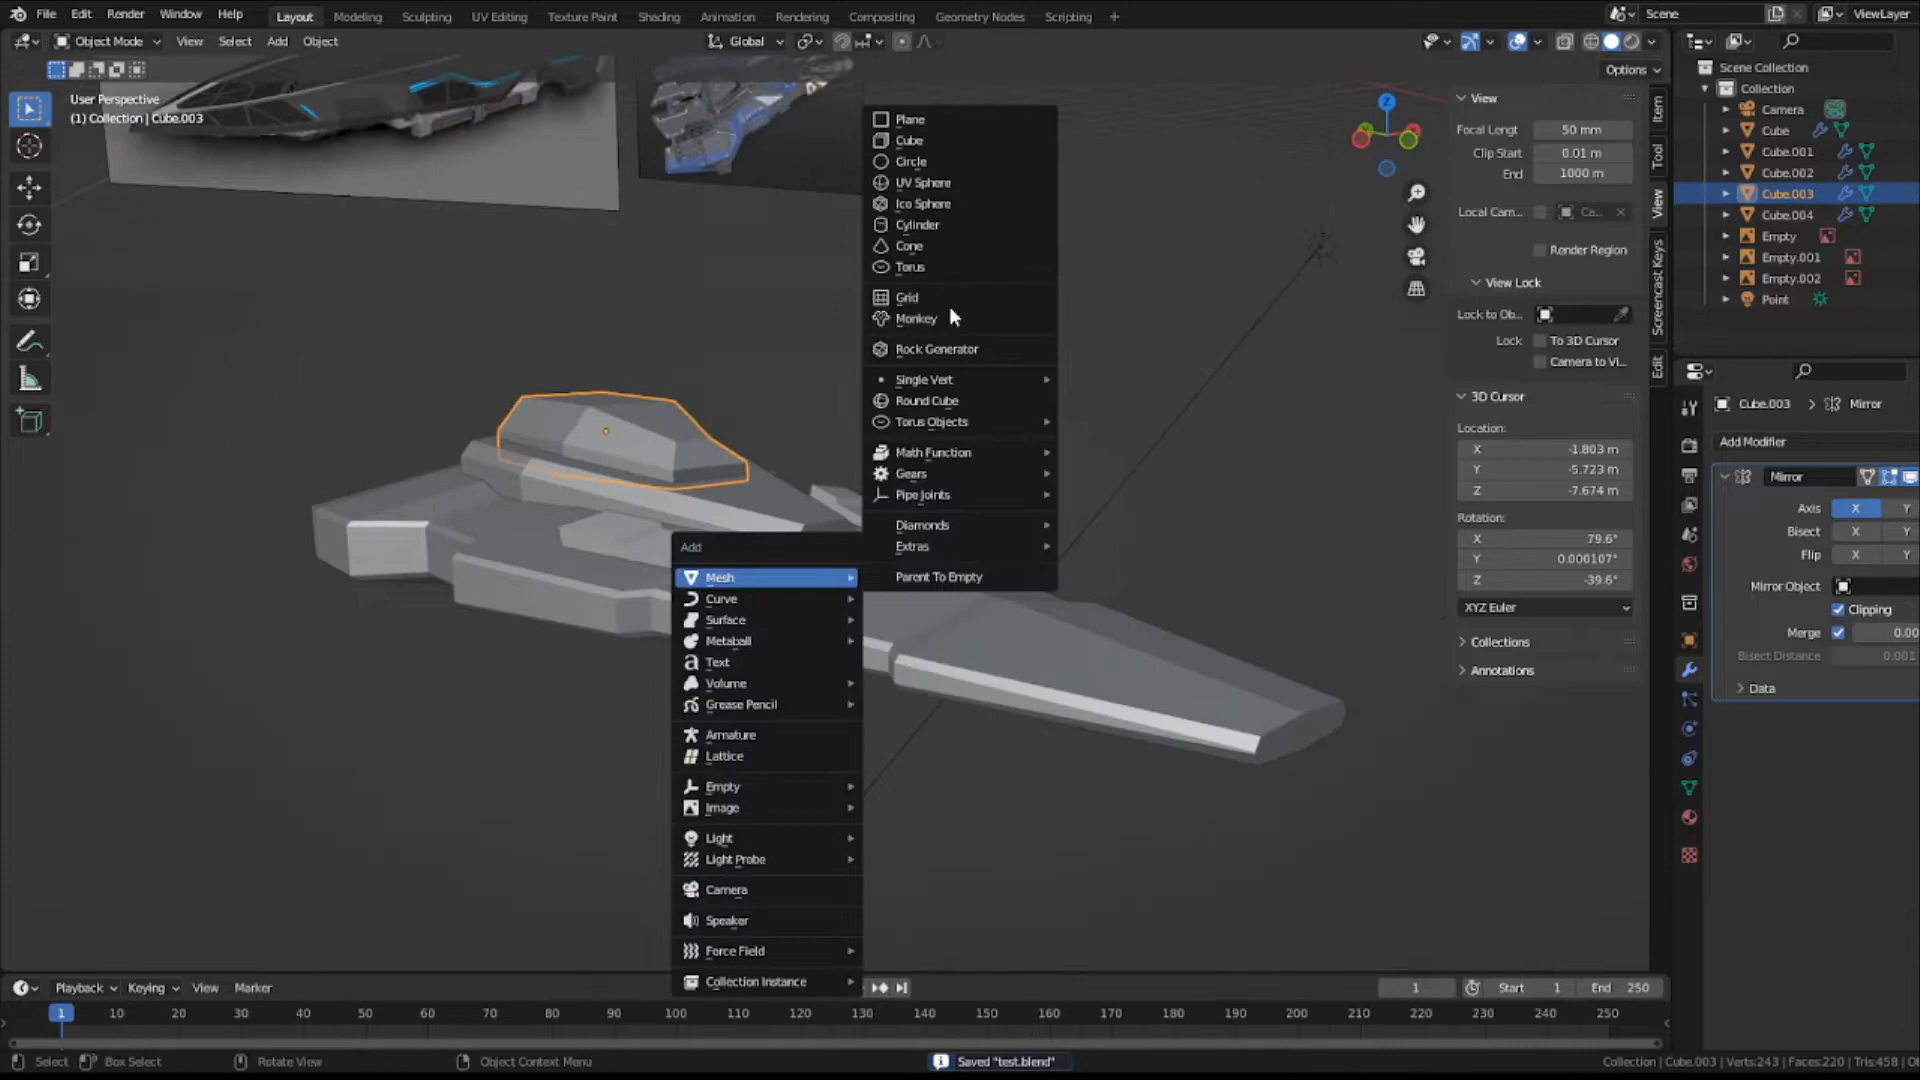 File Edit Render Window Help
Layout Modeling Sculpting UV Editing Texture Paint Shading Animation Rendering Compositing Geometry Nodes Scripting +
Scene
ViewLayer
Object Mode View Select Add Object
Global
Options
User Perspective
(1) Collection | Cube.003
Plane
Cube
Circle
UV Sphere
Ico Sphere
Cylinder
Cone
Torus
Grid
Monkey
Rock Generator
Single Vert
Round Cube
Torus Objects
Math Function
Gears
Pipe Joints
Diamonds
Extras
Parent To Empty
Add
Mesh
Curve
Surface
Metaball
Text
Volume
Grease Pencil
Armature
Lattice
Empty
Image
Light
Light Probe
Camera
Speaker
Force Field
Collection Instance
Z
View
Focal Lengt 50 mm
Clip Start 0.01 m
End 1000 m
Local Cam... Ca...
Render Region
View Lock
Lock to Ob...
Lock To 3D Cursor
Camera to Vi...
3D Cursor
Location:
X -1.803 m
Y -5.723 m
Z -7.674 m
Rotation:
X 79.6°
Y 0.000107°
Z -39.6°
XYZ Euler
Collections
Annotations
Item
Tool
View
Screencast Keys
Edit
Scene Collection
Collection
Camera
Cube
Cube.001
Cube.002
Cube.003
Cube.004
Empty
Empty.001
Empty.002
Point
Cube.003 > Mirror
Add Modifier
Mirror
Axis X Y
Bisect X Y
Flip X Y
Mirror Object
Clipping
Merge 0.00
Bisect Distance 0.001
Data
Playback Keying View Marker
1 Start 1 End 250
1 10 20 30 40 50 60 70 80 90 100 110 120 130 140 150 160 170 180 190 200 210 220 230 240 250
Select Box Select Rotate View Object Context Menu
Saved "test.blend"
Collection | Cube.003 | Verts:243 | Faces:220 | Tris:458 | O